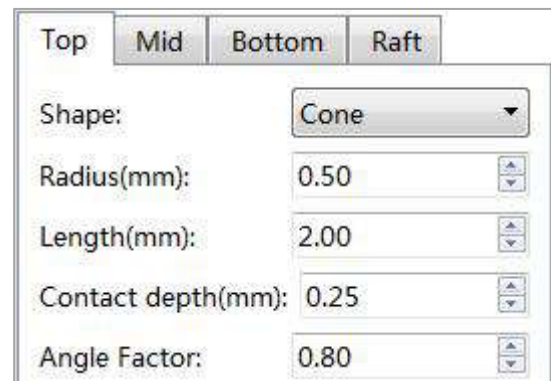 Top Mid Bottom Raft
Shape: Cone
Radius(mm): 0.50
Length(mm): 2.00
Contact depth(mm): 0.25
Angle Factor: 0.80